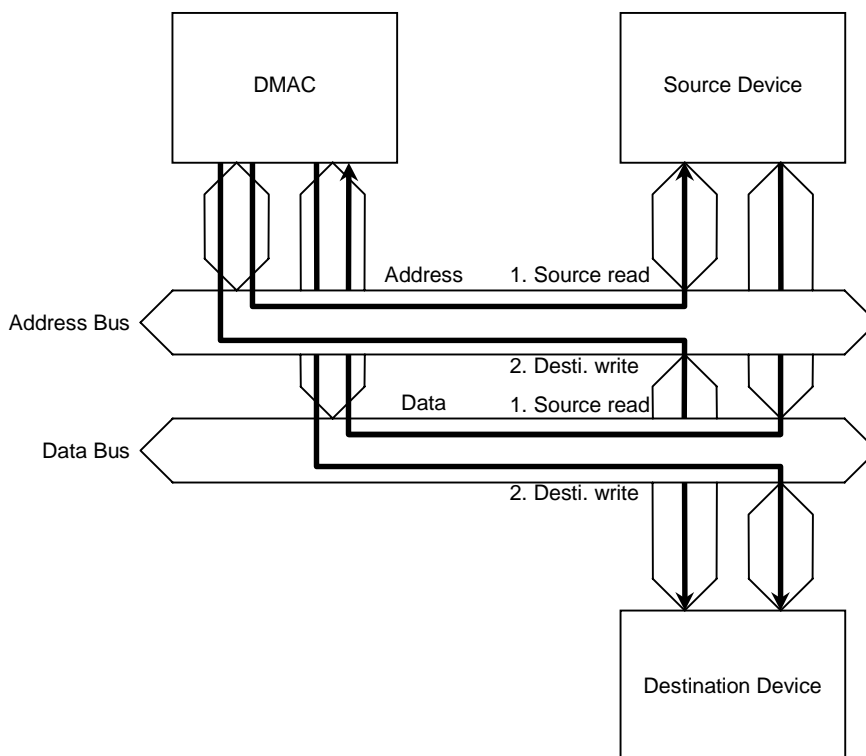 DMAC
Source Device
Address
1. Source read
Address Bus
2. Desti. write
Data
1. Source read
Data Bus
2. Desti. write
Destination Device